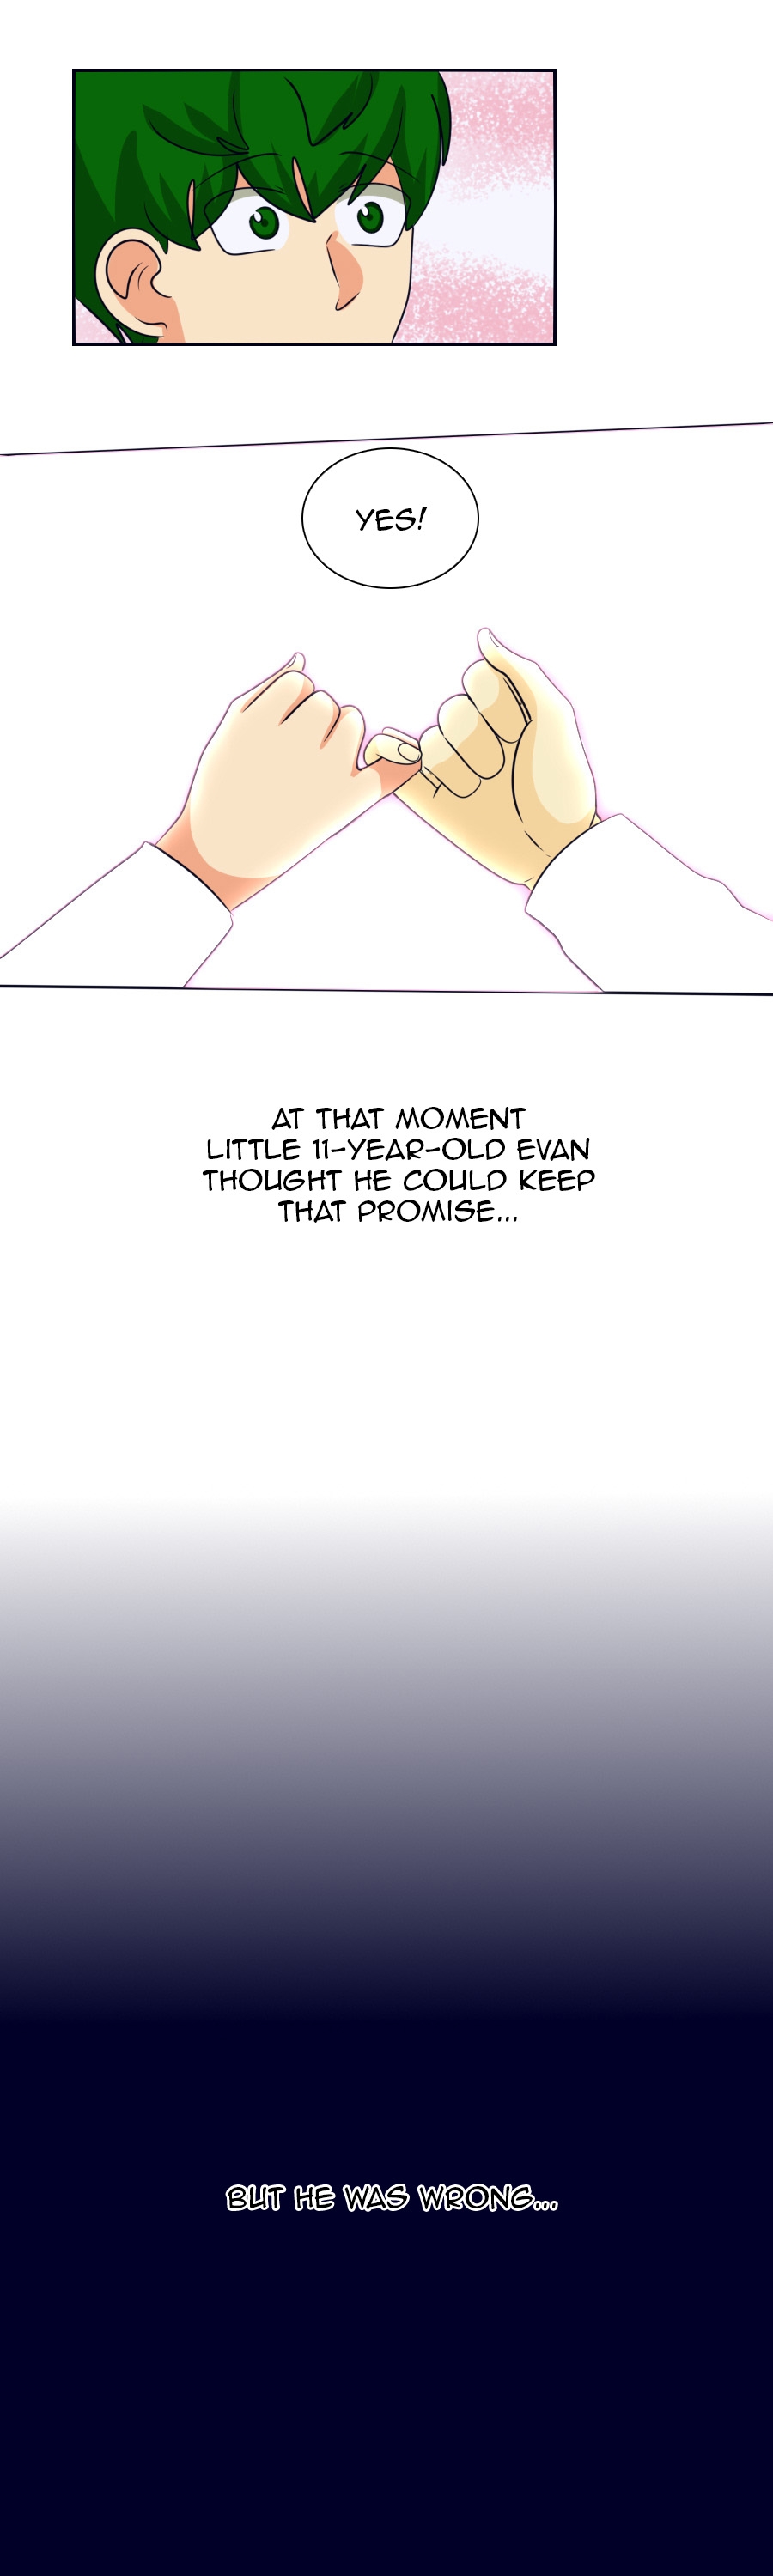 YES!
AT THAT MOMENT
LITTLE 11-YEAR-OLD EVAN
THOUGHT HE COULD KEEP
THAT PROMISE...
BUT HE WAS WRONG...